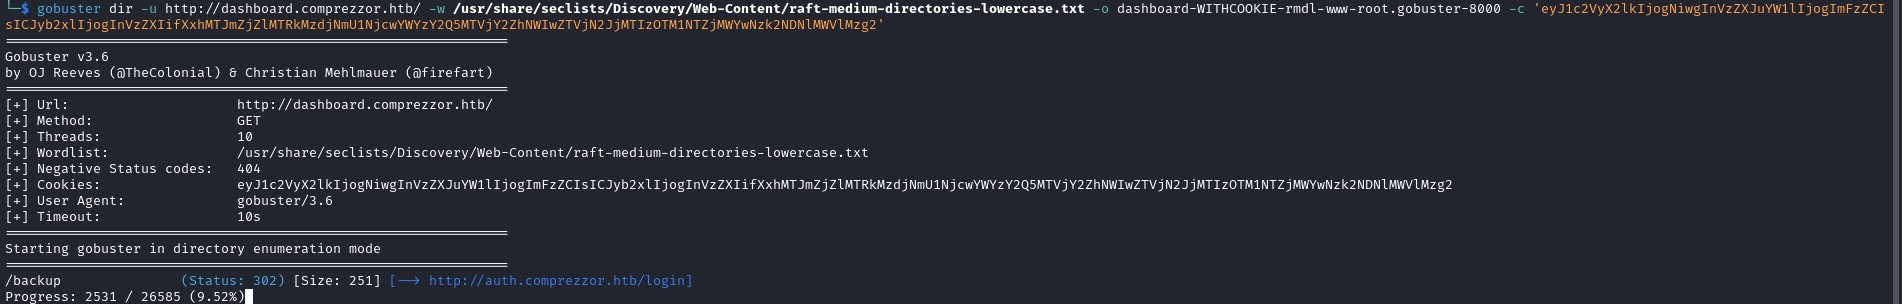 └─$ gobuster dir -u http://dashboard.comprezzor.htb/ -w /usr/share/seclists/Discovery/Web-Content/raft-medium-directories-lowercase.txt -o dashboard-WITHCOOKIE-rmdl-www-root.gobuster-8000 -c 'eyJ1c2VyX2lkIjogNiwgInVzZXJuYW1lIjogImFzZCI
sICJyb2xlIjogInVzZXIifXxhMTJmZjZlMTRkMzdjNmU1NjcwYWYzY2Q5MTVjY2ZhNWIwZTVjN2JjMTIzOTM1NTZjMWYwNzk2NDNlMWVlMzg2'
===============================================================
Gobuster v3.6
by OJ Reeves (@TheColonial) & Christian Mehlmauer (@firefart)
===============================================================
[+] Url:                     http://dashboard.comprezzor.htb/
[+] Method:                  GET
[+] Threads:                 10
[+] Wordlist:                /usr/share/seclists/Discovery/Web-Content/raft-medium-directories-lowercase.txt
[+] Negative Status codes:   404
[+] Cookies:                 eyJ1c2VyX2lkIjogNiwgInVzZXJuYW1lIjogImFzZCIsICJyb2xlIjogInVzZXIifXxhMTJmZjZlMTRkMzdjNmU1NjcwYWYzY2Q5MTVjY2ZhNWIwZTVjN2JjMTIzOTM1NTZjMWYwNzk2NDNlMWVlMzg2
[+] User Agent:              gobuster/3.6
[+] Timeout:                 10s
===============================================================
Starting gobuster in directory enumeration mode
===============================================================
/backup               (Status: 302) [Size: 251] [--> http://auth.comprezzor.htb/login]
Progress: 2531 / 26585 (9.52%)